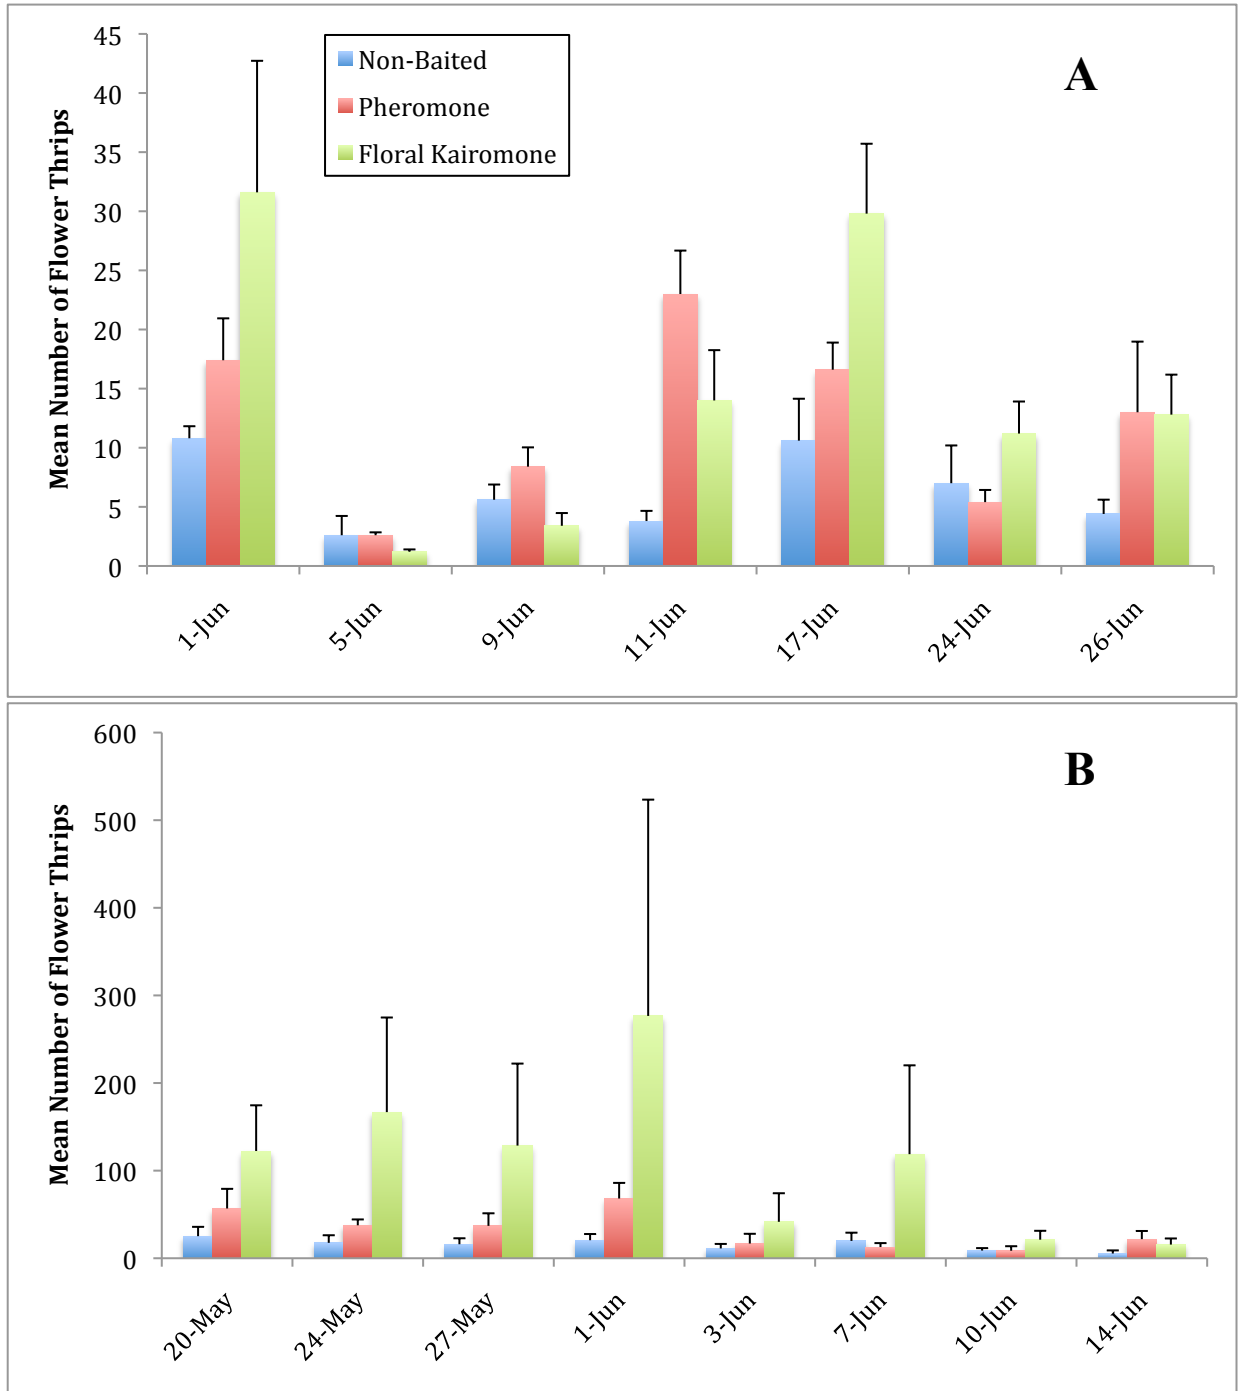 A
Non-Baited
Pheromone
Floral Kairomone
Mean Number of Flower Thrips
45
40
35
30
25
20
15
10
5
0
1-Jun
5-Jun
9-Jun
11-Jun
17-Jun
24-Jun
26-Jun
B
Mean Number of Flower Thrips
600
500
400
300
200
100
0
20-May
24-May
27-May
1-Jun
3-Jun
7-Jun
10-Jun
14-Jun